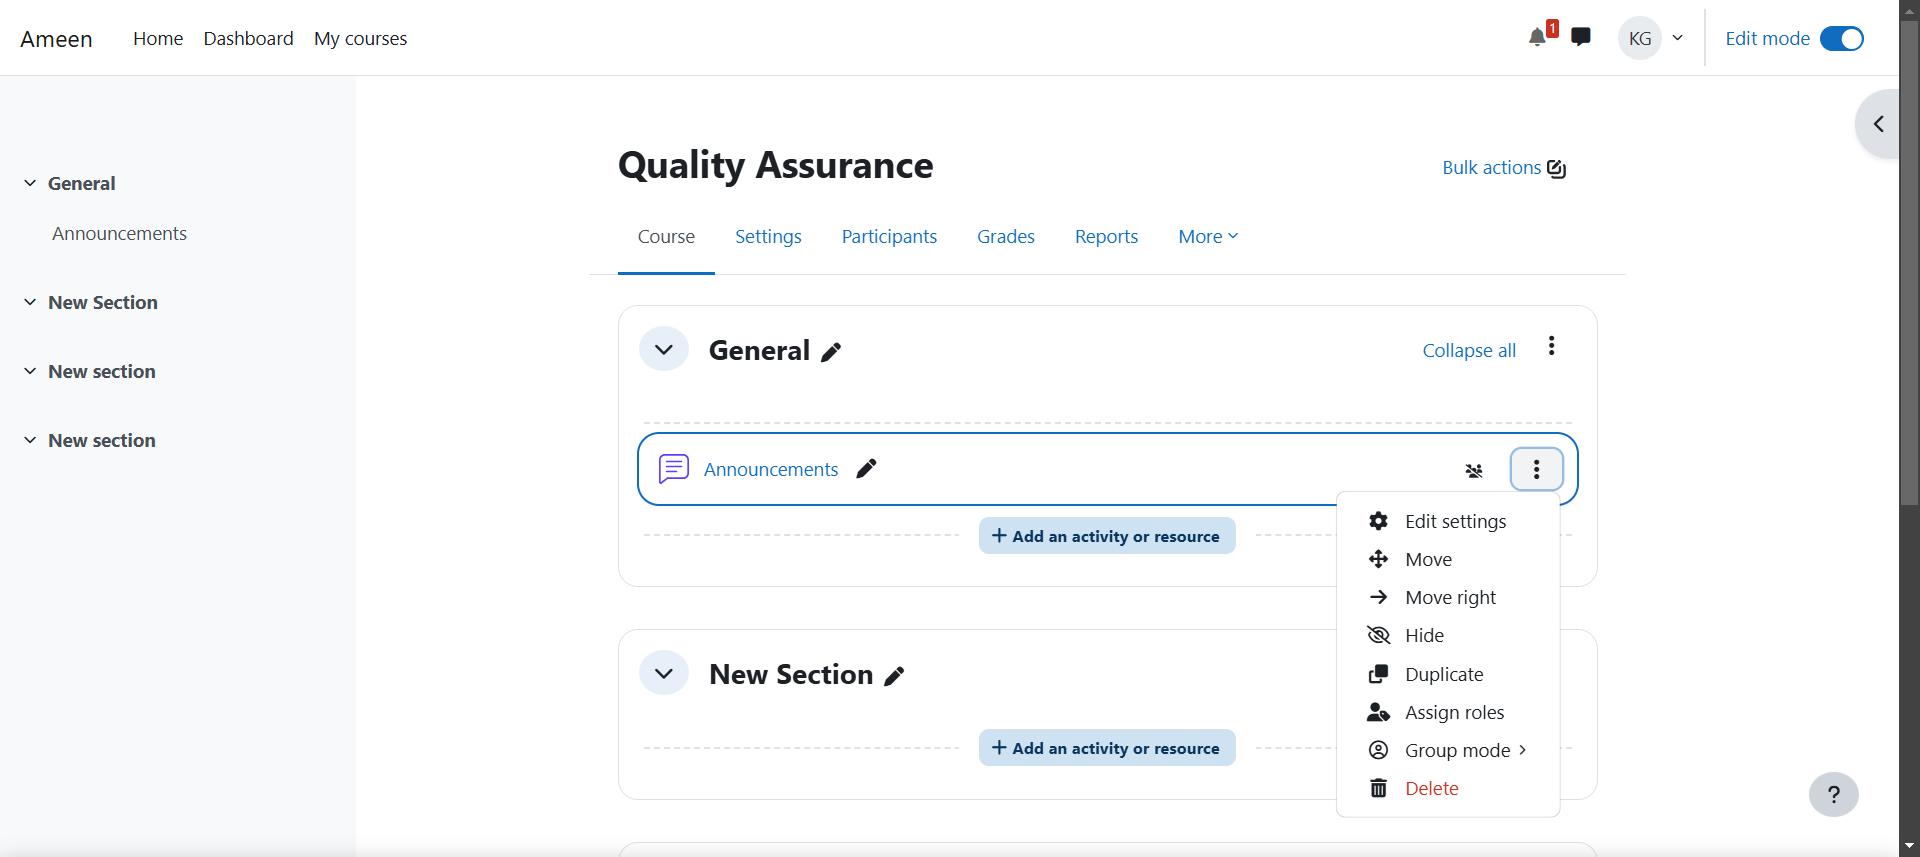 Ameen
Home
Dashboard
My courses
1
KG
Edit mode
General
Announcements
New Section
New section
New section
Quality Assurance
Bulk actions
Course
Settings
Participants
Grades
Reports
More
General
Collapse all
Announcements
Add an activity or resource
Edit settings
Move
Move right
Hide
Duplicate
Assign roles
Group mode
Delete
New Section
Add an activity or resource
?